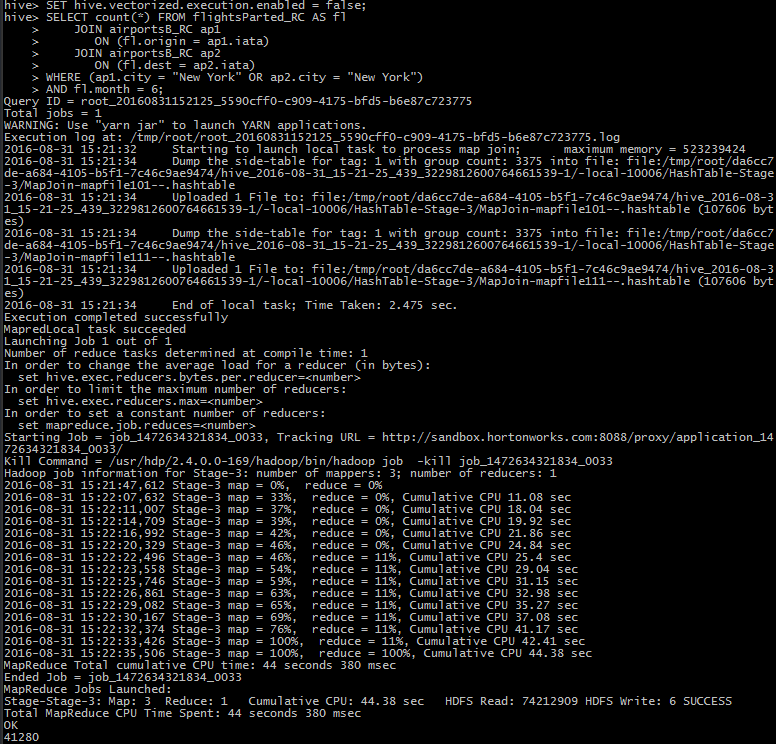 hive> SET hive.vectorized.execution.enabled = false;
hive> SELECT count(*) FROM flightsParted_RC AS fl
    >     JOIN airportsB_RC ap1
    >        ON (fl.origin = ap1.iata)
    >     JOIN airportsB_RC ap2
    >        ON (fl.dest = ap2.iata)
    > WHERE (ap1.city = "New York" OR ap2.city = "New York")
    > AND fl.month = 6;
Query ID = root_20160831152125_5590cff0-c909-4175-bfd5-b6e87c723775
Total jobs = 1
WARNING: Use "yarn jar" to launch YARN applications.
Execution log at: /tmp/root/root_20160831152125_5590cff0-c909-4175-bfd5-b6e87c723775.log
2016-08-31 15:21:32     Starting to launch local task to process map join;      maximum memory = 523239424
2016-08-31 15:21:34     Dump the side-table for tag: 1 with group count: 3375 into file: file:/tmp/root/da6cc7
de-a684-4105-b5f1-7c46c9ae9474/hive_2016-08-31_15-21-25_439_3229812600764661539-1/-local-10006/HashTable-Stage
-3/MapJoin-mapfile101--.hashtable
2016-08-31 15:21:34     Uploaded 1 File to: file:/tmp/root/da6cc7de-a684-4105-b5f1-7c46c9ae9474/hive_2016-08-3
1_15-21-25_439_3229812600764661539-1/-local-10006/HashTable-Stage-3/MapJoin-mapfile101--.hashtable (107606 byt
es)
2016-08-31 15:21:34     Dump the side-table for tag: 1 with group count: 3375 into file: file:/tmp/root/da6cc7
de-a684-4105-b5f1-7c46c9ae9474/hive_2016-08-31_15-21-25_439_3229812600764661539-1/-local-10006/HashTable-Stage
-3/MapJoin-mapfile111--.hashtable
2016-08-31 15:21:34     Uploaded 1 File to: file:/tmp/root/da6cc7de-a684-4105-b5f1-7c46c9ae9474/hive_2016-08-3
1_15-21-25_439_3229812600764661539-1/-local-10006/HashTable-Stage-3/MapJoin-mapfile111--.hashtable (107606 byt
es)
2016-08-31 15:21:34     End of local task; Time Taken: 2.475 sec.
Execution completed successfully
MapredLocal task succeeded
Launching Job 1 out of 1
Number of reduce tasks determined at compile time: 1
In order to change the average load for a reducer (in bytes):
  set hive.exec.reducers.bytes.per.reducer=<number>
In order to limit the maximum number of reducers:
  set hive.exec.reducers.max=<number>
In order to set a constant number of reducers:
  set mapreduce.job.reduces=<number>
Starting Job = job_1472634321834_0033, Tracking URL = http://sandbox.hortonworks.com:8088/proxy/application_14
72634321834_0033/
Kill Command = /usr/hdp/2.4.0.0-169/hadoop/bin/hadoop job  -kill job_1472634321834_0033
Hadoop job information for Stage-3: number of mappers: 3; number of reducers: 1
2016-08-31 15:21:47,612 Stage-3 map = 0%,  reduce = 0%
2016-08-31 15:22:07,632 Stage-3 map = 33%,  reduce = 0%, Cumulative CPU 11.08 sec
2016-08-31 15:22:11,007 Stage-3 map = 37%,  reduce = 0%, Cumulative CPU 18.04 sec
2016-08-31 15:22:14,709 Stage-3 map = 39%,  reduce = 0%, Cumulative CPU 19.92 sec
2016-08-31 15:22:16,992 Stage-3 map = 42%,  reduce = 0%, Cumulative CPU 21.86 sec
2016-08-31 15:22:20,329 Stage-3 map = 46%,  reduce = 0%, Cumulative CPU 24.84 sec
2016-08-31 15:22:22,496 Stage-3 map = 46%,  reduce = 11%, Cumulative CPU 25.4 sec
2016-08-31 15:22:23,558 Stage-3 map = 54%,  reduce = 11%, Cumulative CPU 29.04 sec
2016-08-31 15:22:25,746 Stage-3 map = 59%,  reduce = 11%, Cumulative CPU 31.15 sec
2016-08-31 15:22:26,861 Stage-3 map = 63%,  reduce = 11%, Cumulative CPU 32.98 sec
2016-08-31 15:22:29,082 Stage-3 map = 65%,  reduce = 11%, Cumulative CPU 35.27 sec
2016-08-31 15:22:30,167 Stage-3 map = 69%,  reduce = 11%, Cumulative CPU 37.08 sec
2016-08-31 15:22:32,374 Stage-3 map = 76%,  reduce = 11%, Cumulative CPU 41.17 sec
2016-08-31 15:22:33,426 Stage-3 map = 100%,  reduce = 11%, Cumulative CPU 42.41 sec
2016-08-31 15:22:35,506 Stage-3 map = 100%,  reduce = 100%, Cumulative CPU 44.38 sec
MapReduce Total cumulative CPU time: 44 seconds 380 msec
Ended Job = job_1472634321834_0033
MapReduce Jobs Launched:
Stage-Stage-3: Map: 3  Reduce: 1   Cumulative CPU: 44.38 sec   HDFS Read: 74212909 HDFS Write: 6 SUCCESS
Total MapReduce CPU Time Spent: 44 seconds 380 msec
OK
41280